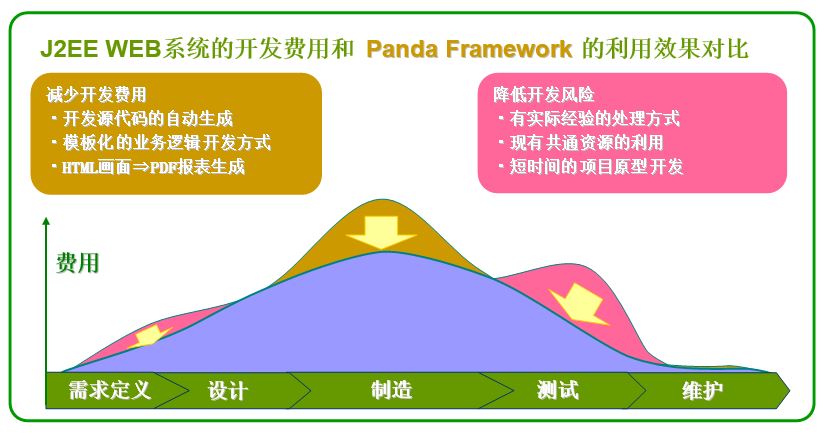 J2EE WEB系统的开发费用和 Panda Framework 的利用效果对比
减少开发费用
·开发源代码的自动生成
·模板化的业务逻辑开发方式
·HTML画面⇒PDF报表生成
降低开发风险
·有实际经验的处理方式
·现有共通资源的利用
·短时间的项目原型开发
费用
需求定义
设计
制造
测试
维护